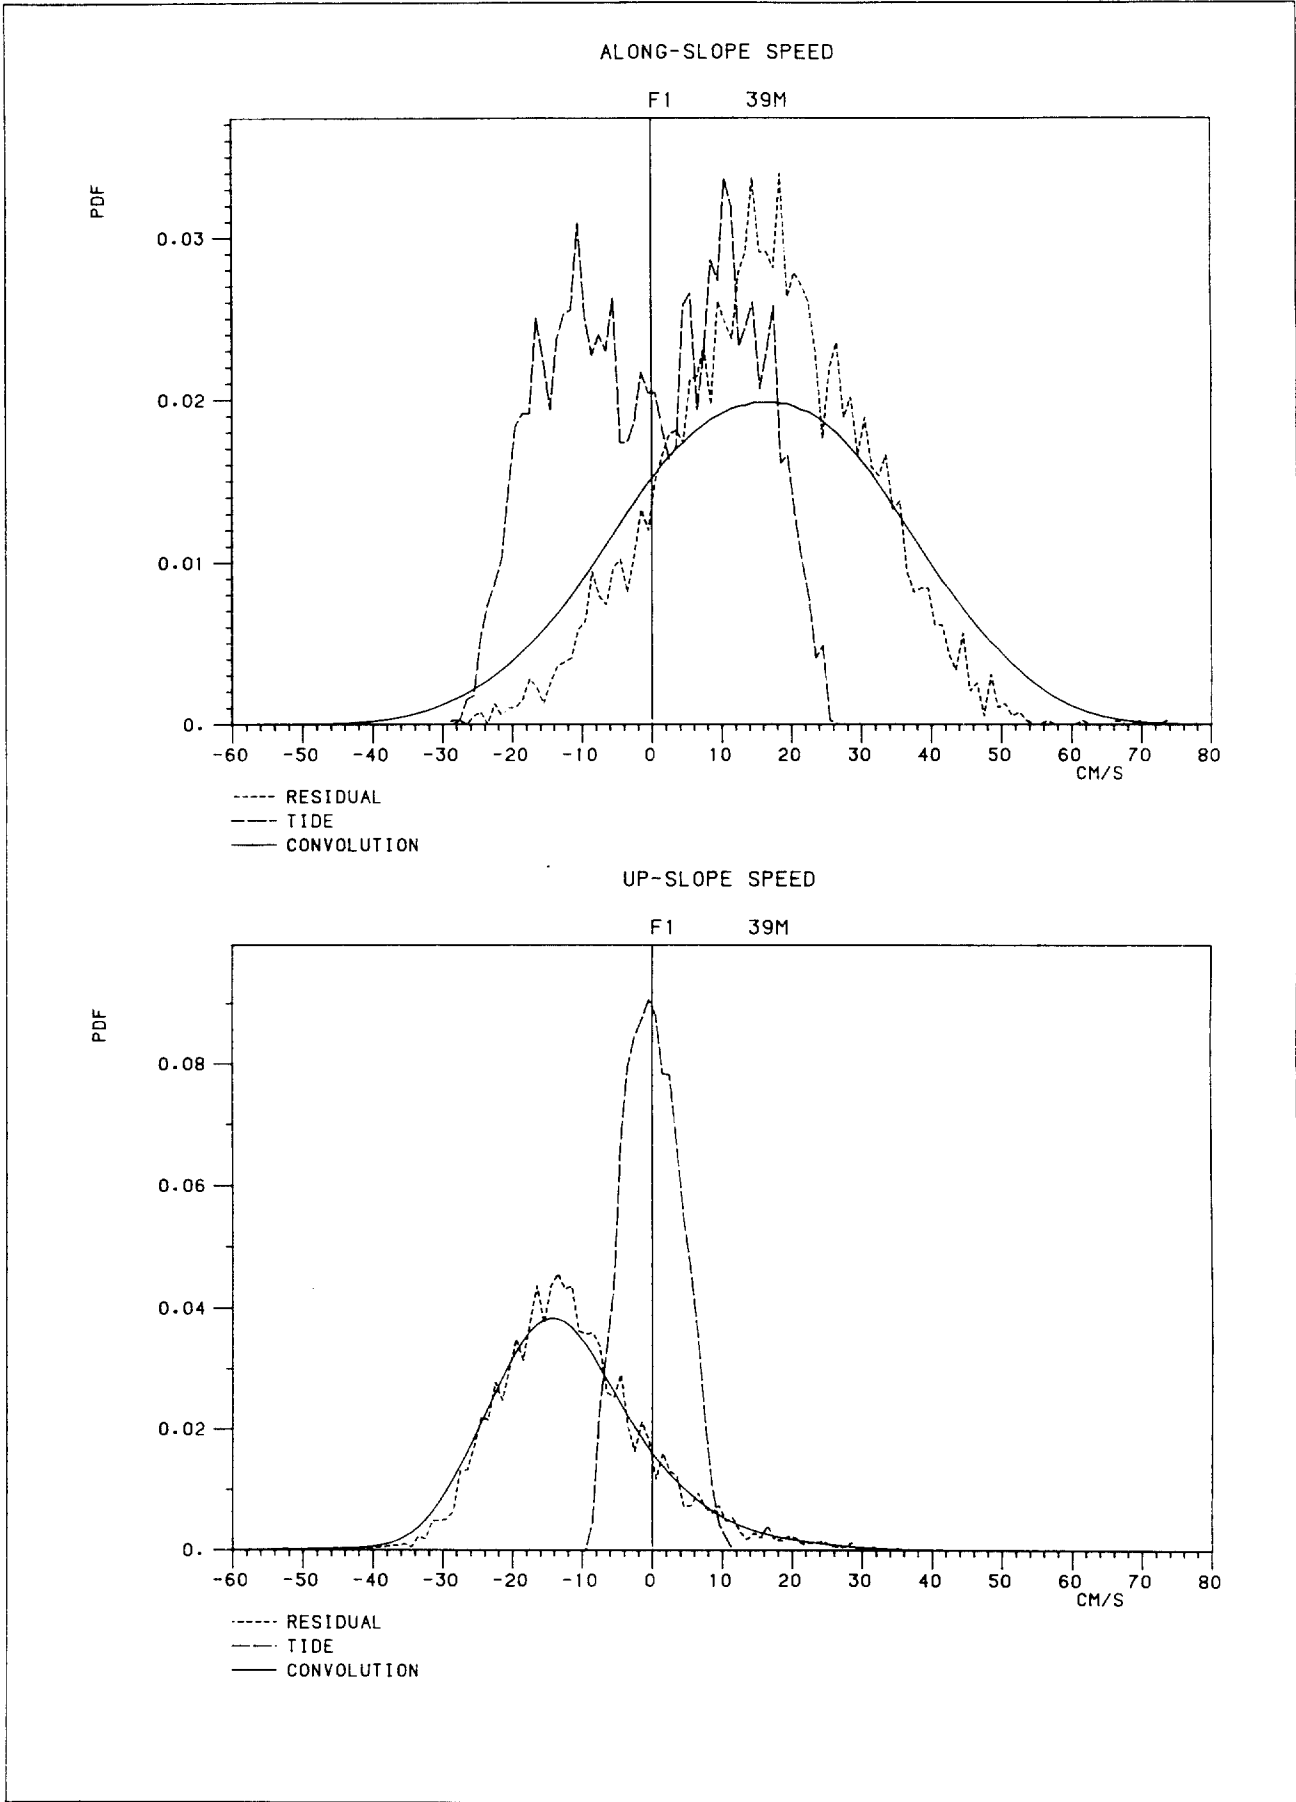 ALONG-SLOPE SPEED
F1 39M
PDF
0.03
0.02
0.01
0.
-60 -50 -40 -30 -20 -10 0 10 20 30 40 50 60 70 80
CM/S
RESIDUAL
TIDE
CONVOLUTION
UP-SLOPE SPEED
F1 39M
PDF
0.08
0.06
0.04
0.02
0.
-60 -50 -40 -30 -20 -10 0 10 20 30 40 50 60 70 80
CM/S
RESIDUAL
TIDE
CONVOLUTION